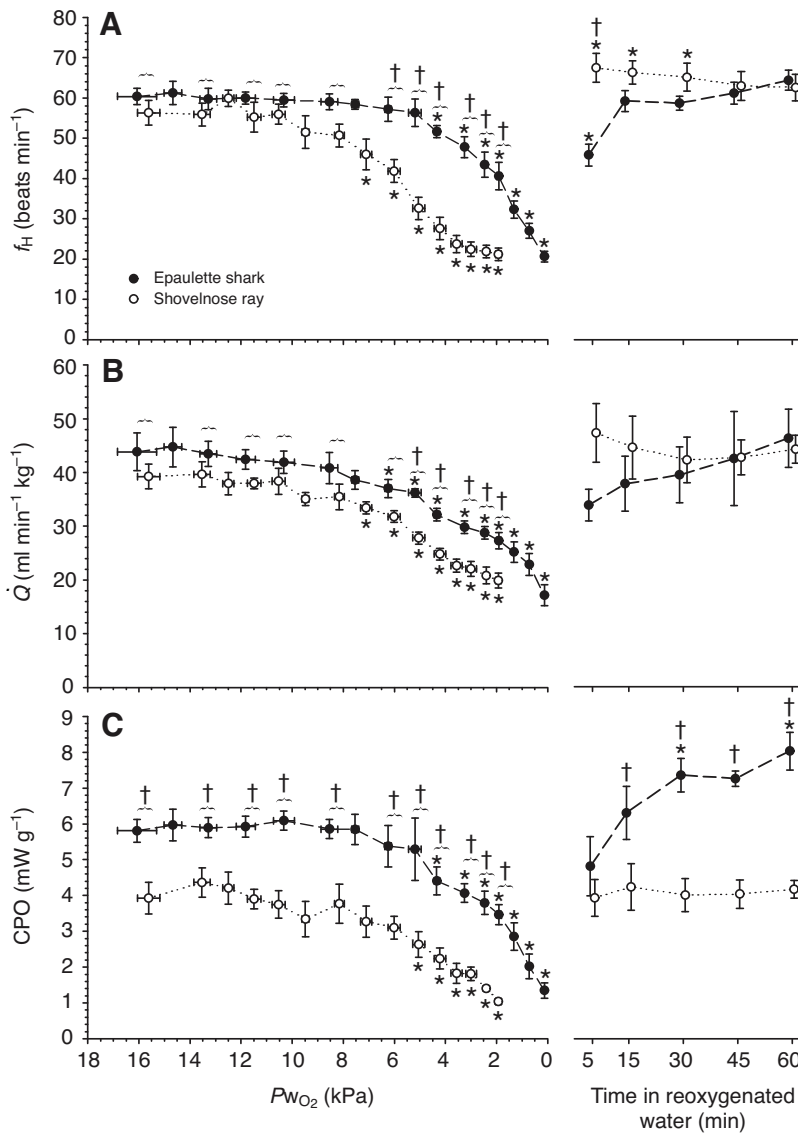 A
80
70
60
50
40
30
20
10
0
fH (beats min–1)
† † † † † †
* * * * * * *
* * * * * * * *
Epaulette shark
Shovelnose ray
†
* * *
*
B
60
50
40
30
20
10
0
Q̇ (ml min–1 kg–1)
† † † † †
* * * * * * * * *
* * * * * * * *
C
9
8
7
6
5
4
3
2
1
0
CPO (mW g–1)
† † † † † † † † † † †
* * * * * * *
* * * * * *
† † † †
* *
18 16 14 12 10 8 6 4 2 0
PwO2 (kPa)
5 15 30 45 60
Time in reoxygenated
water (min)